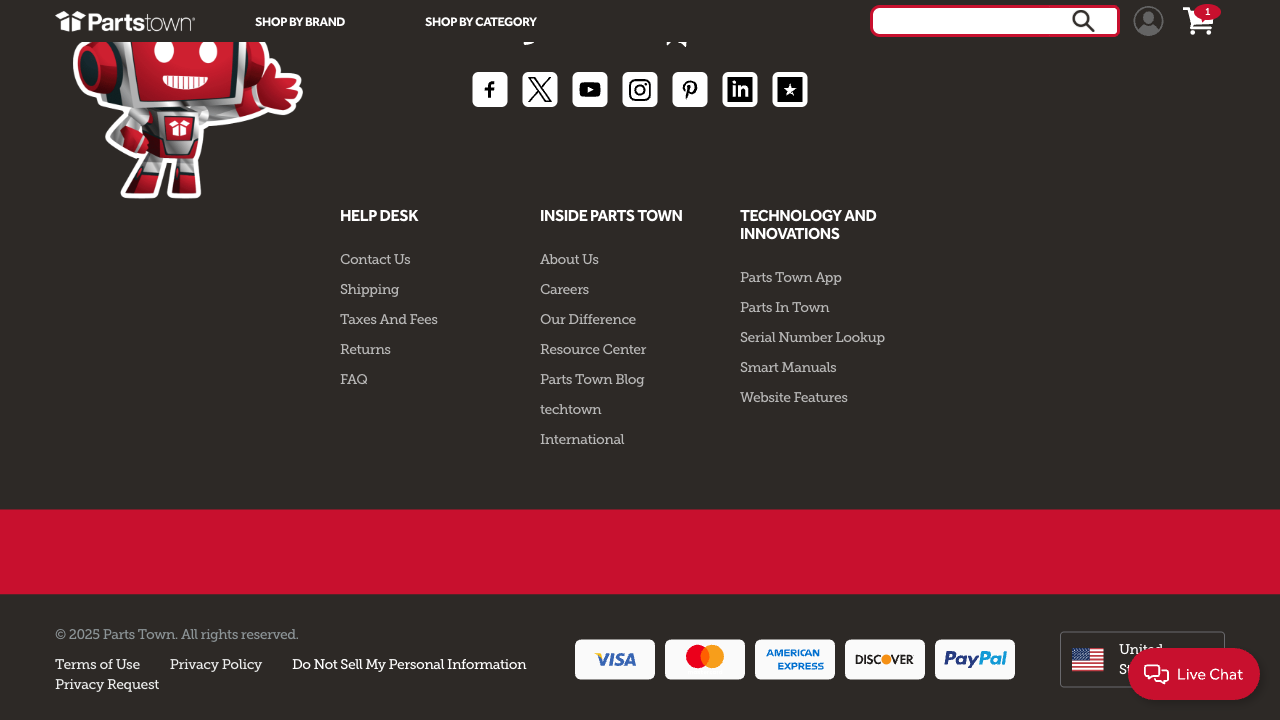 Partstown
SHOP BY BRAND
SHOP BY CATEGORY
1
HELP DESK
Contact Us
Shipping
Taxes And Fees
Returns
FAQ
INSIDE PARTS TOWN
About Us
Careers
Our Difference
Resource Center
Parts Town Blog
techtown
International
TECHNOLOGY AND
INNOVATIONS
Parts Town App
Parts In Town
Serial Number Lookup
Smart Manuals
Website Features
© 2025 Parts Town. All rights reserved.
Terms of Use
Privacy Policy
Do Not Sell My Personal Information
Privacy Request
VISA
AMERICAN
EXPRESS
DISCOVER
PayPal
United
Live Chat